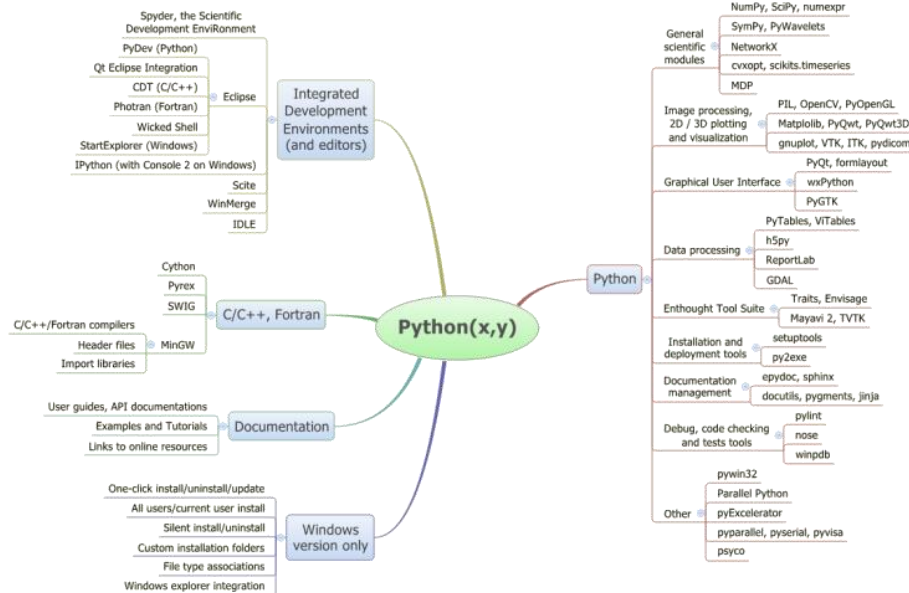 Spyder, the Scientific
Development EnviRonment
PyDev (Python)
Qt Eclipse Integration
CDT (C/C++)
Photran (Fortran)
Wicked Shell
StartExplorer (Windows)
Eclipse
IPython (with Console 2 on Windows)
Scite
WinMerge
IDLE
Integrated
Development
Environments
(and editors)
Cython
Pyrex
SWIG
C/C++/Fortran compilers
Header files
Import libraries
MinGW
C/C++, Fortran
User guides, API documentations
Examples and Tutorials
Links to online resources
Documentation
One-click install/uninstall/update
All users/current user install
Silent install/uninstall
Custom installation folders
File type associations
Windows explorer integration
Windows
version only
Python(x,y)
Python
General
scientific
modules
NumPy, SciPy, numexpr
SymPy, PyWavelets
NetworkX
cvxopt, scikits.timeseries
MDP
Image processing,
2D / 3D plotting
and visualization
PIL, OpenCV, PyOpenGL
Matplolib, PyQwt, PyQwt3D
gnuplot, VTK, ITK, pydicom
Graphical User Interface
PyQt, formlayout
wxPython
PyGTK
Data processing
PyTables, ViTables
h5py
ReportLab
GDAL
Enthought Tool Suite
Traits, Envisage
Mayavi 2, TVTK
Installation and
deployment tools
setuptools
py2exe
Documentation
management
epydoc, sphinx
docutils, pygments, jinja
Debug, code checking
and tests tools
pylint
nose
winpdb
Other
pywin32
Parallel Python
pyExcelerator
pyparallel, pyserial, pyvisa
psyco